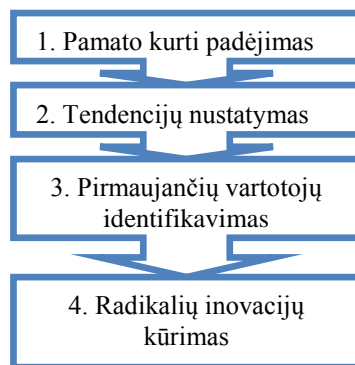 1. Pamato kurti padėjimas
2. Tendencijų nustatymas
3. Pirmaujančių vartotojų
identifikavimas
4. Radikalių inovacijų
kūrimas